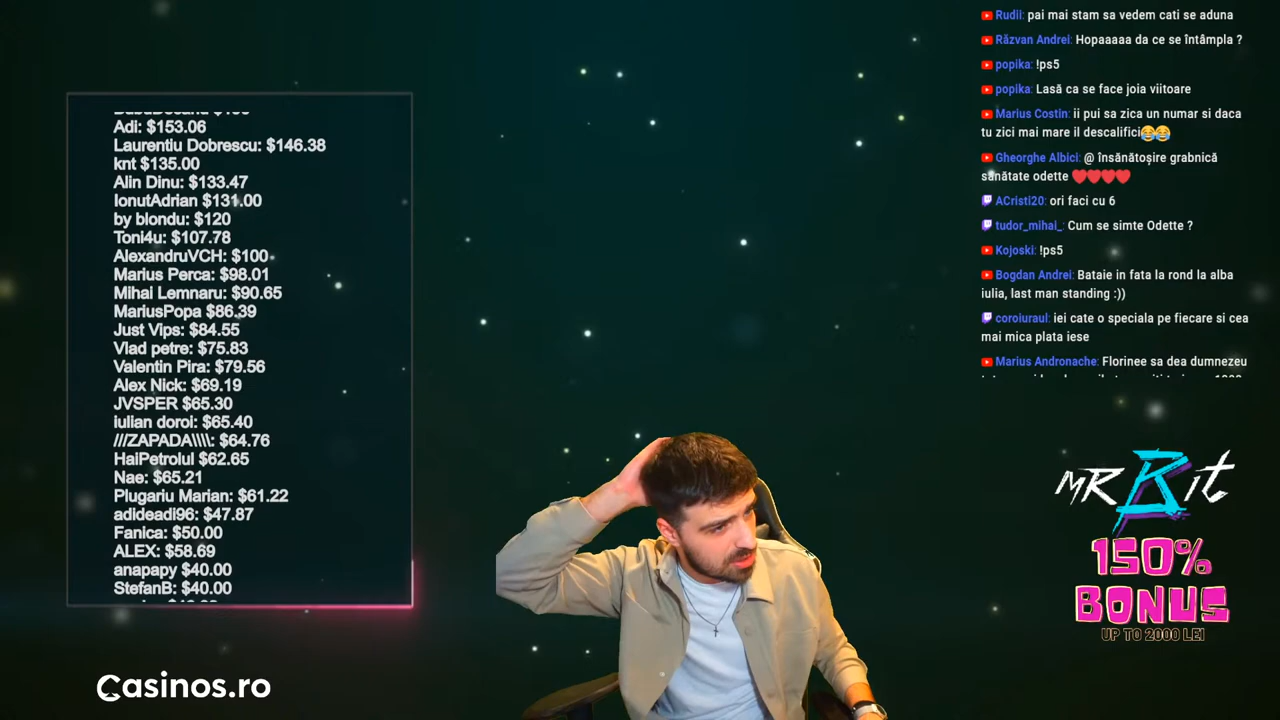 Adi: $153.06
Laurentiu Dobrescu: $146.38
knt $135.00
Alin Dinu: $133.47
IonutAdrian $131.00
by blondu: $120
Toni4u: $107.78
AlexandruVCH: $100
Marius Perca: $98.01
Mihai Lemnaru: $90.65
MariusPopa $86.39
Just Vips: $84.55
Vlad petre: $75.83
Valentin Pira: $79.56
Alex Nick: $69.19
JVSPER $65.30
iulian doroi: $65.40
///ZAPADA\\\\: $64.76
HaiPetrolul $62.65
Nae: $65.21
Plugariu Marian: $61.22
adideadi96: $47.87
Fanica: $50.00
ALEX: $58.69
anapapy $40.00
StefanB: $40.00
Casinos.ro
Rudii: pai mai stam sa vedem cati se aduna
Răzvan Andrei: Hopaaaaa da ce se întâmpla ?
popika: !ps5
popika: Lasă ca se face joia viitoare
Marius Costin: ii pui sa zica un numar si daca
tu zici mai mare il descalifici😂😂
Gheorghe Albici: @ însănătoșire grabnică
sănătate odette ❤❤❤❤
ACristi20: ori faci cu 6
tudor_mihai_: Cum se simte Odette ?
Kojoski: !ps5
Bogdan Andrei: Bataie in fata la rond la alba
iulia, last man standing :))
coroiuraul: iei cate o speciala pe fiecare si cea
mai mica plata iese
Marius Andronache: Florinee sa dea dumnezeu
MR Bit
150%
BONUS
UP TO 2000 LEI